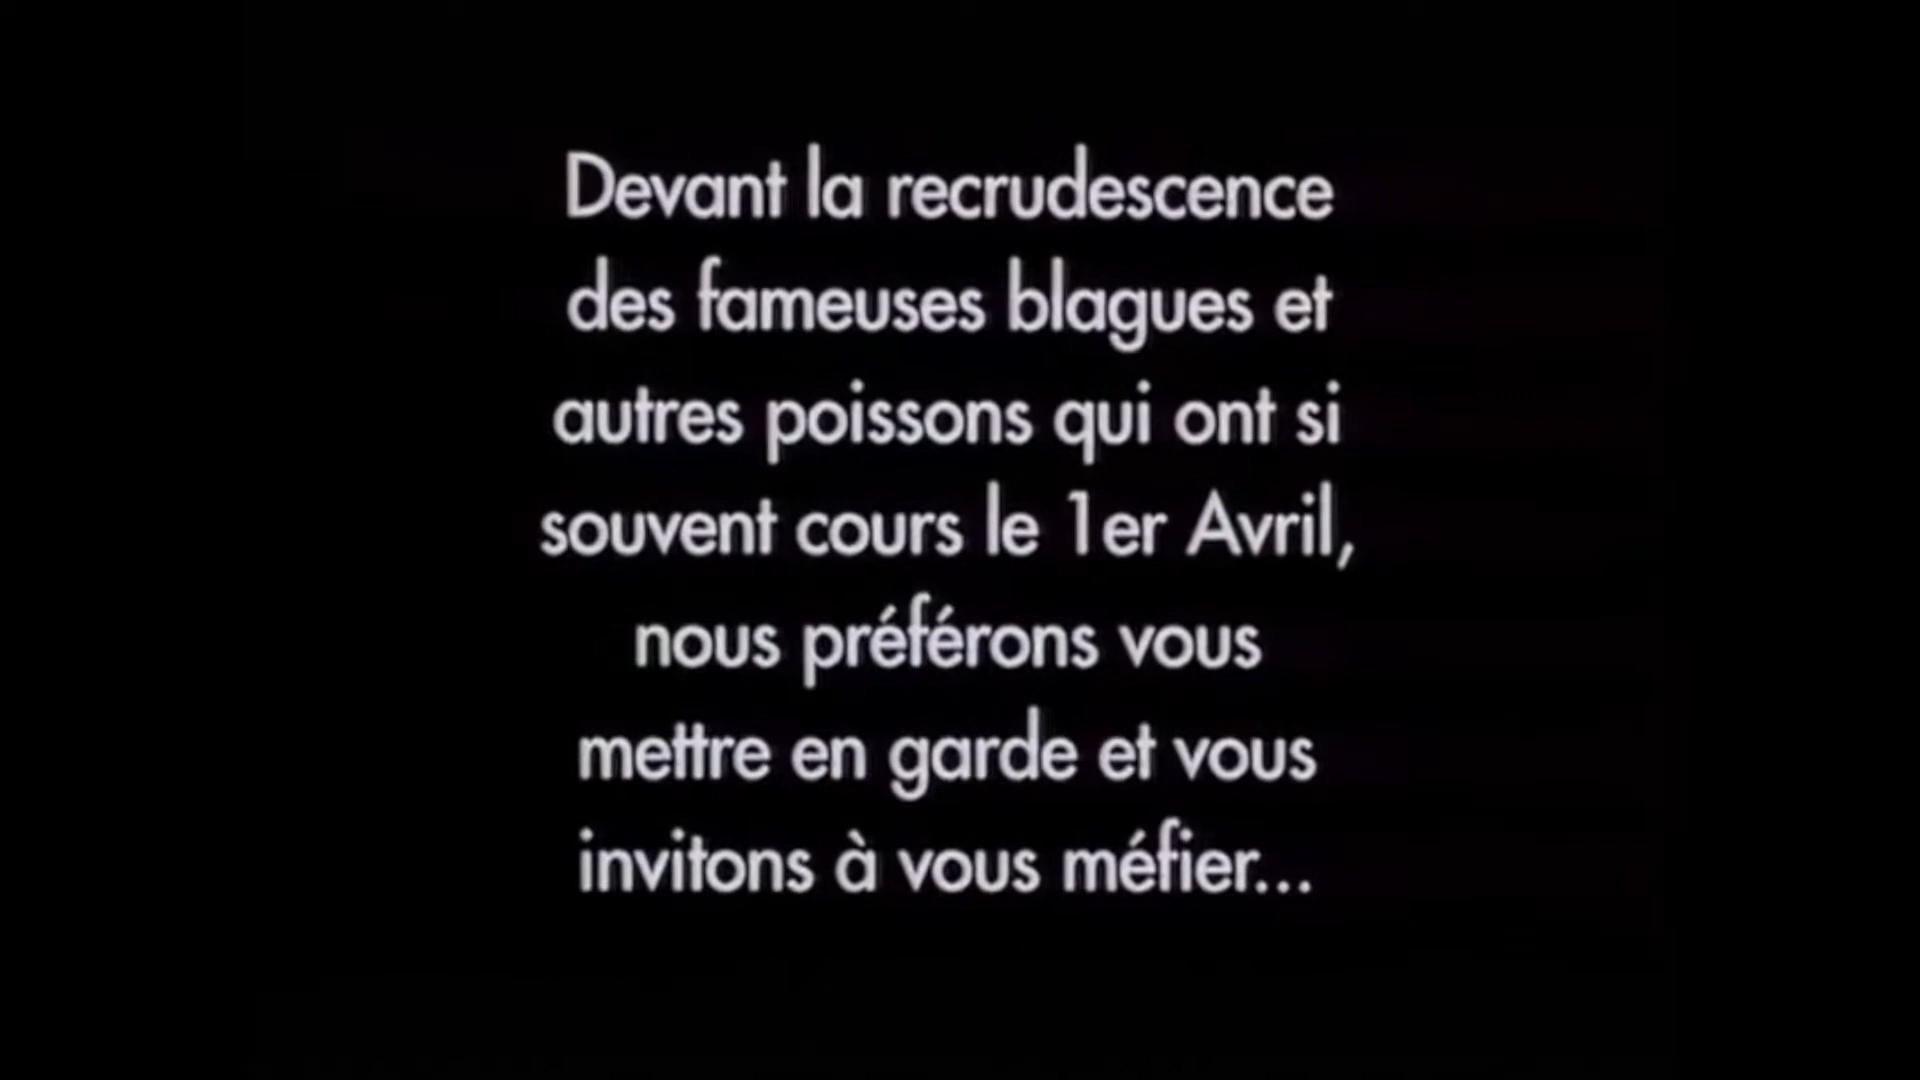 Devant la recrudescence
des fameuses blagues et
autres poissons qui ont si
souvent cours le 1er Avril,
nous préférons vous
mettre en garde et vous
invitons à vous méfier...